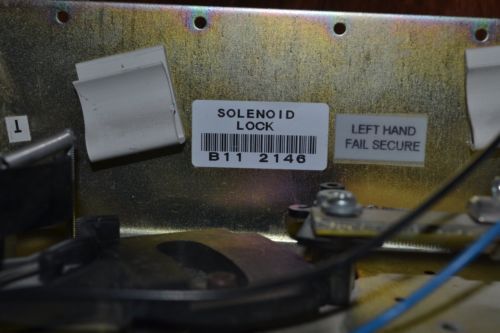 SOLENOID
LOCK
B11 2146
LEFT HAND
FAIL SECURE
1